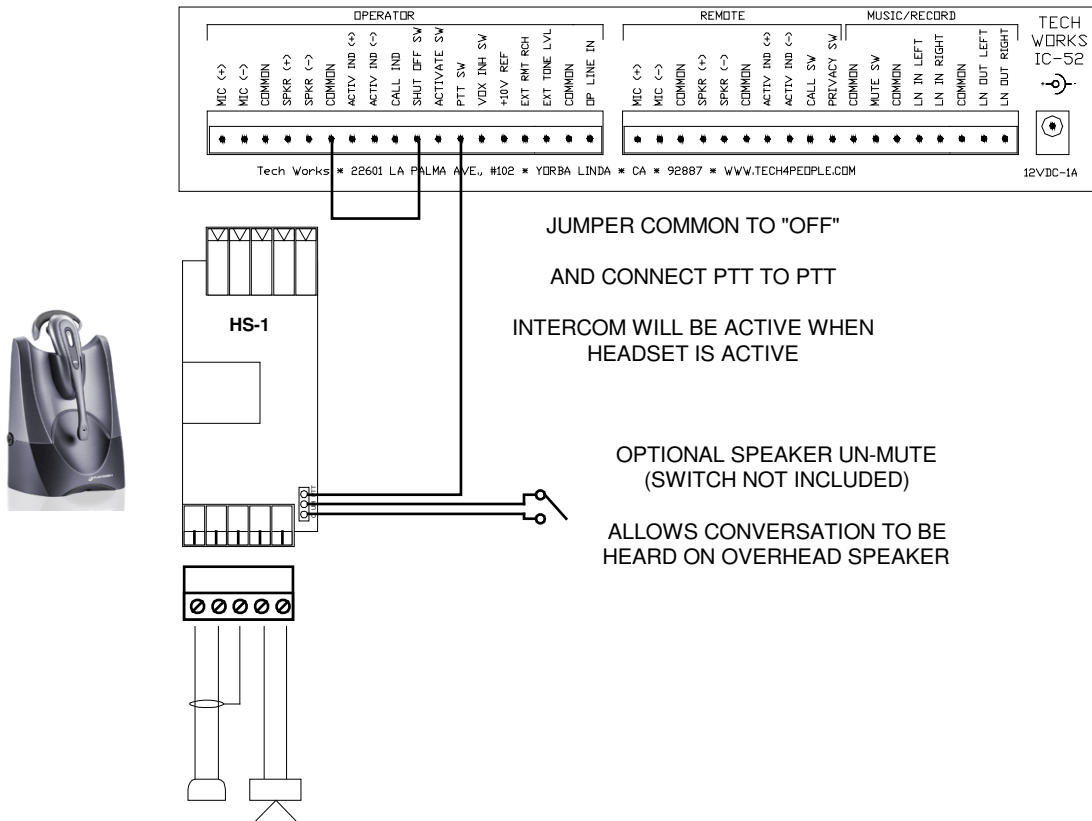 OPERATOR
REMOTE
MUSIC/RECORD
TECH
WORKS
IC-52
MIC (+)
MIC (-)
COMMON
SPKR (+)
SPKR (-)
COMMON
ACTIV IND (+)
ACTIV IND (-)
CALL IND
SHUT OFF SW
ACTIVATE SW
PTT SW
VOX INH SW
+10V REF
EXT RMT RCH
EXT TONE LVL
COMMON
OP LINE IN
MIC (+)
MIC (-)
COMMON
SPKR (+)
SPKR (-)
COMMON
ACTIV IND (+)
ACTIV IND (-)
CALL SW
PRIVACY SW
COMMON
MUTE SW
COMMON
LN IN LEFT
LN IN RIGHT
COMMON
LN OUT LEFT
LN OUT RIGHT
Tech Works * 22601 LA PALMA AVE., #102 * YORBA LINDA * CA * 92887 * WWW.TECH4PEOPLE.COM
12VDC-1A
JUMPER COMMON TO "OFF"
AND CONNECT PTT TO PTT
INTERCOM WILL BE ACTIVE WHEN
HEADSET IS ACTIVE
HS-1
OPTIONAL SPEAKER UN-MUTE
(SWITCH NOT INCLUDED)
ALLOWS CONVERSATION TO BE
HEARD ON OVERHEAD SPEAKER